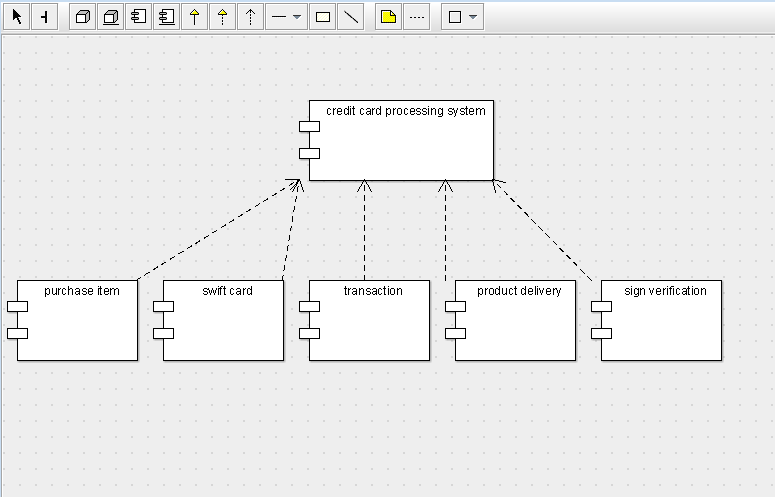 credit card processing system
purchase item
swift card
transaction
product delivery
sign verification